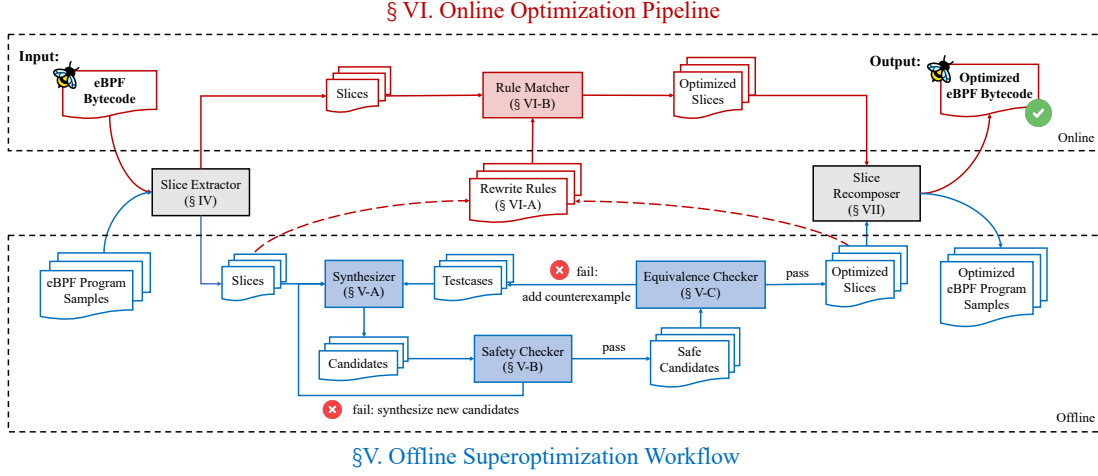 § VI. Online Optimization Pipeline
Input:
eBPF
Bytecode
Slices
Rule Matcher
(§ VI-B)
Optimized
Slices
Output:
Optimized
eBPF Bytecode
Online
Slice Extractor
(§ IV)
Rewrite Rules
(§ VI-A)
Slice
Recomposer
(§ VII)
eBPF Program
Samples
Slices
Synthesizer
(§ V-A)
Testcases
fail:
add counterexample
Equivalence Checker
(§ V-C)
pass
Optimized
Slices
Optimized
eBPF Program
Samples
Candidates
Safety Checker
(§ V-B)
pass
Safe
Candidates
fail: synthesize new candidates
Offline
§V. Offline Superoptimization Workflow